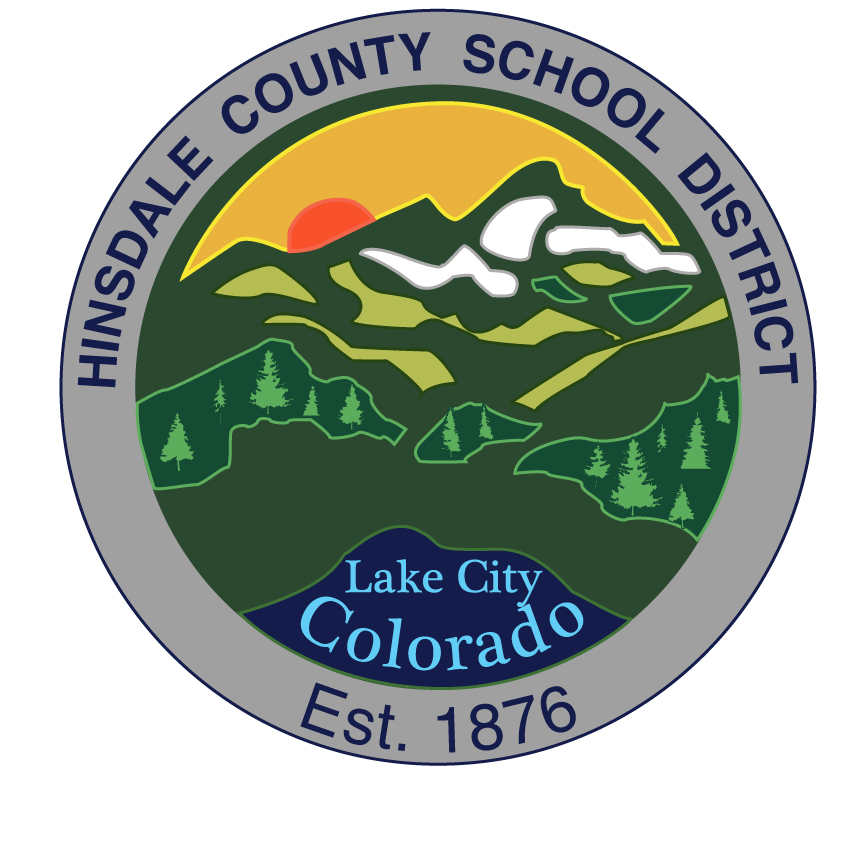 HINSDALE COUNTY SCHOOL DISTRICT
Lake City
Colorado
Est. 1876